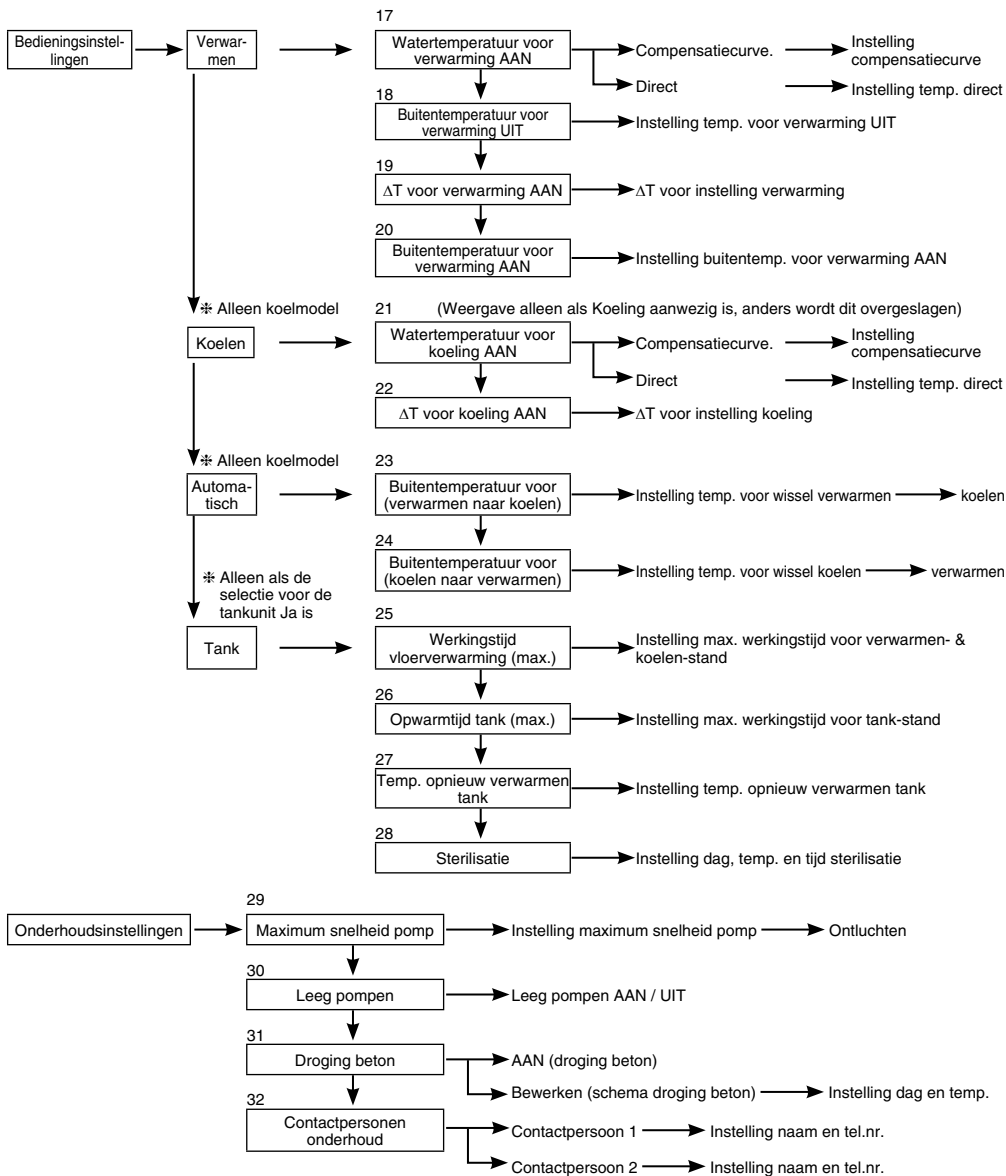 17
Bedieningsinstel-
lingen
Verwar-
men
Watertemperatuur voor
verwarming AAN
Compensatiecurve.
Instelling
compensatiecurve
Direct
Instelling temp. direct
18
Buitentemperatuur voor
verwarming UIT
Instelling temp. voor verwarming UIT
19
ΔT voor verwarming AAN
ΔT voor instelling verwarming
20
Buitentemperatuur voor
verwarming AAN
Instelling buitentemp. voor verwarming AAN
❈ Alleen koelmodel
21 (Weergave alleen als Koeling aanwezig is, anders wordt dit overgeslagen)
Koelen
Watertemperatuur voor
koeling AAN
Compensatiecurve.
Instelling
compensatiecurve
Direct
Instelling temp. direct
22
ΔT voor koeling AAN
ΔT voor instelling koeling
❈ Alleen koelmodel
23
Automa-
tisch
Buitentemperatuur voor
(verwarmen naar koelen)
Instelling temp. voor wissel verwarmen
koelen
24
Buitentemperatuur voor
(koelen naar verwarmen)
Instelling temp. voor wissel koelen
verwarmen
❈ Alleen als de
selectie voor de
tankunit Ja is
25
Tank
Werkingstijd
vloerverwarming (max.)
Instelling max. werkingstijd voor verwarmen- &
koelen-stand
26
Opwarmtijd tank (max.)
Instelling max. werkingstijd voor tank-stand
27
Temp. opnieuw verwarmen
tank
Instelling temp. opnieuw verwarmen tank
28
Sterilisatie
Instelling dag, temp. en tijd sterilisatie
29
Onderhoudsinstellingen
Maximum snelheid pomp
Instelling maximum snelheid pomp
Ontluchten
30
Leeg pompen
Leeg pompen AAN / UIT
31
Droging beton
AAN (droging beton)
Bewerken (schema droging beton)
Instelling dag en temp.
32
Contactpersonen
onderhoud
Contactpersoon 1
Instelling naam en tel.nr.
Contactpersoon 2
Instelling naam en tel.nr.